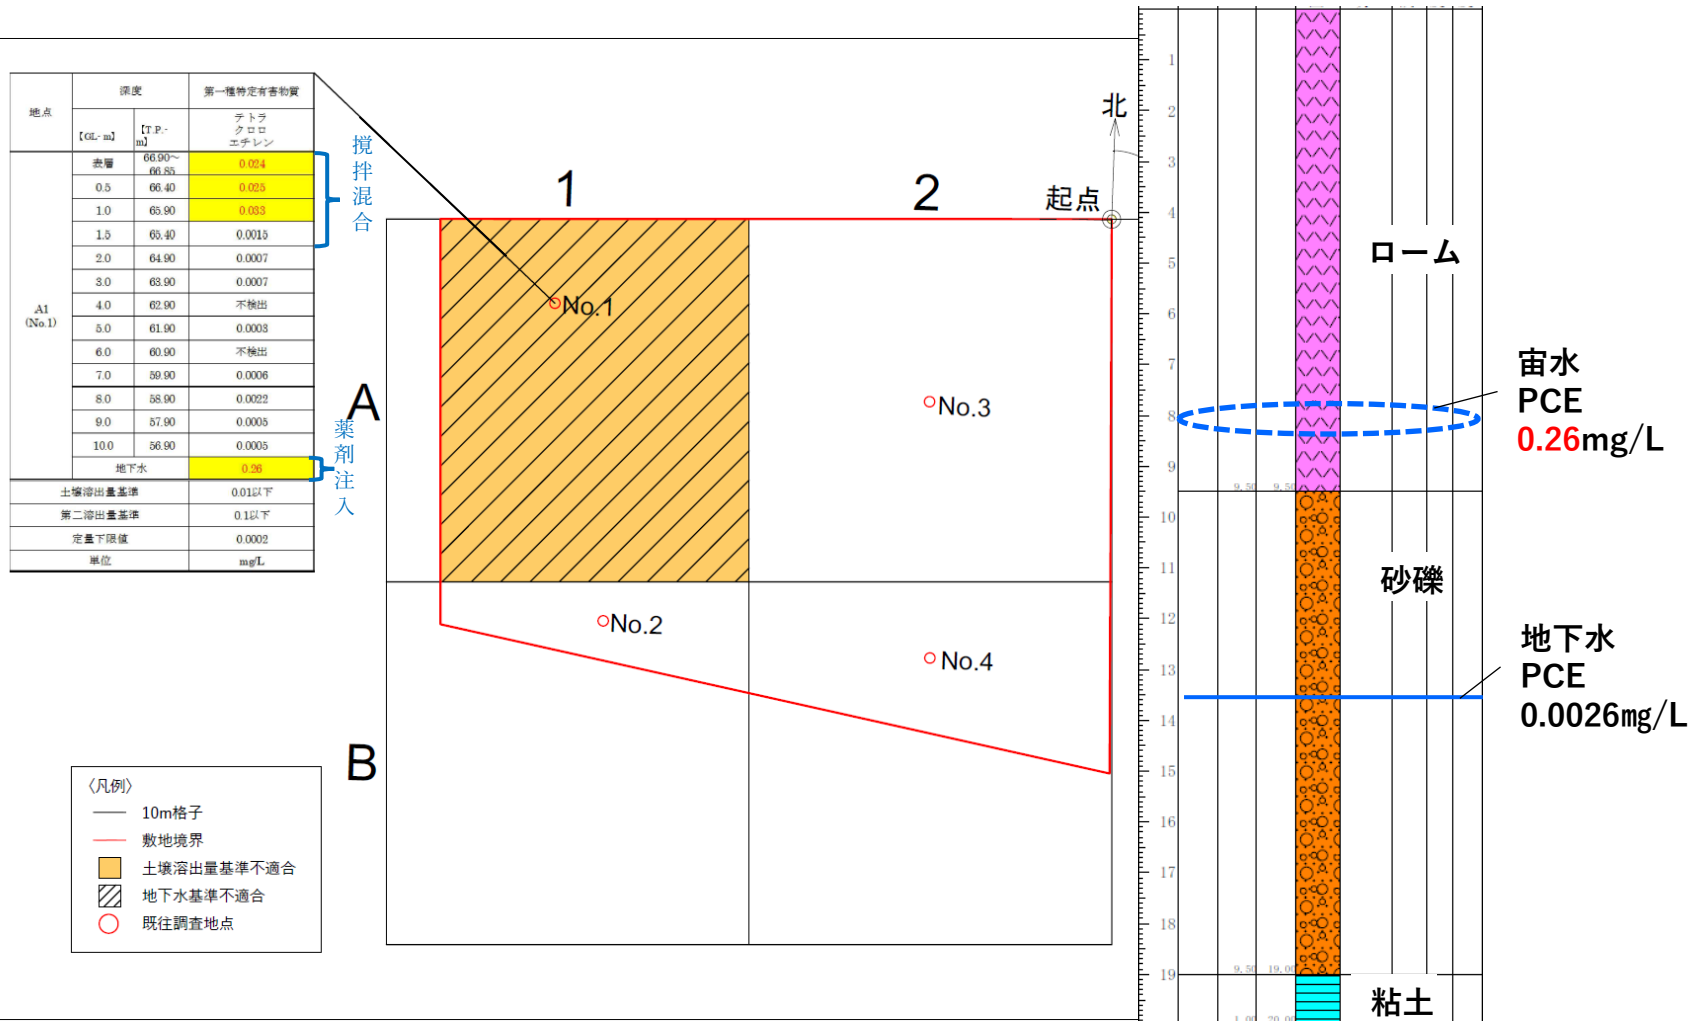 地点
深度
第一種特定有害物質
【GL-m】
【T.P.-m】
テトラ
クロロ
エチレン
A1
(No.1)
表層 66.90～66.85 0.024
0.5 66.40 0.025
1.0 65.90 0.033
1.5 65.40 0.0015
2.0 64.90 0.0007
3.0 63.90 0.0007
4.0 62.90 不検出
5.0 61.90 0.0003
6.0 60.90 不検出
7.0 59.90 0.0006
8.0 58.90 0.0022
9.0 57.90 0.0005
10.0 56.90 0.0005
地下水 0.26
土壌溶出量基準 0.01以下
第二溶出量基準 0.1以下
定量下限値 0.0002
単位 mg/L
撹拌混合
薬剤注入
1
2
A
B
北
起点
No.1
No.3
No.2
No.4
〈凡例〉
10m格子
敷地境界
土壌溶出量基準不適合
地下水基準不適合
既往調査地点
1
2
3
4
5
6
7
8
9
9.50 9.50
10
11
12
13
14
15
16
17
18
19
9.50 19.00
1.00 20.00
ローム
砂礫
粘土
宙水
PCE
0.26mg/L
地下水
PCE
0.0026mg/L